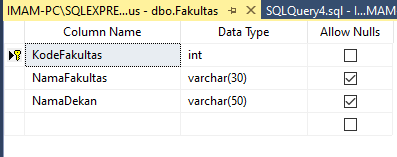 IMAM-PC\SQLEXPRE...us - dbo.Fakultas SQLQuery4.sql - I...MAM
Column Name Data Type Allow Nulls
KodeFakultas int
NamaFakultas varchar(30)
NamaDekan varchar(50)